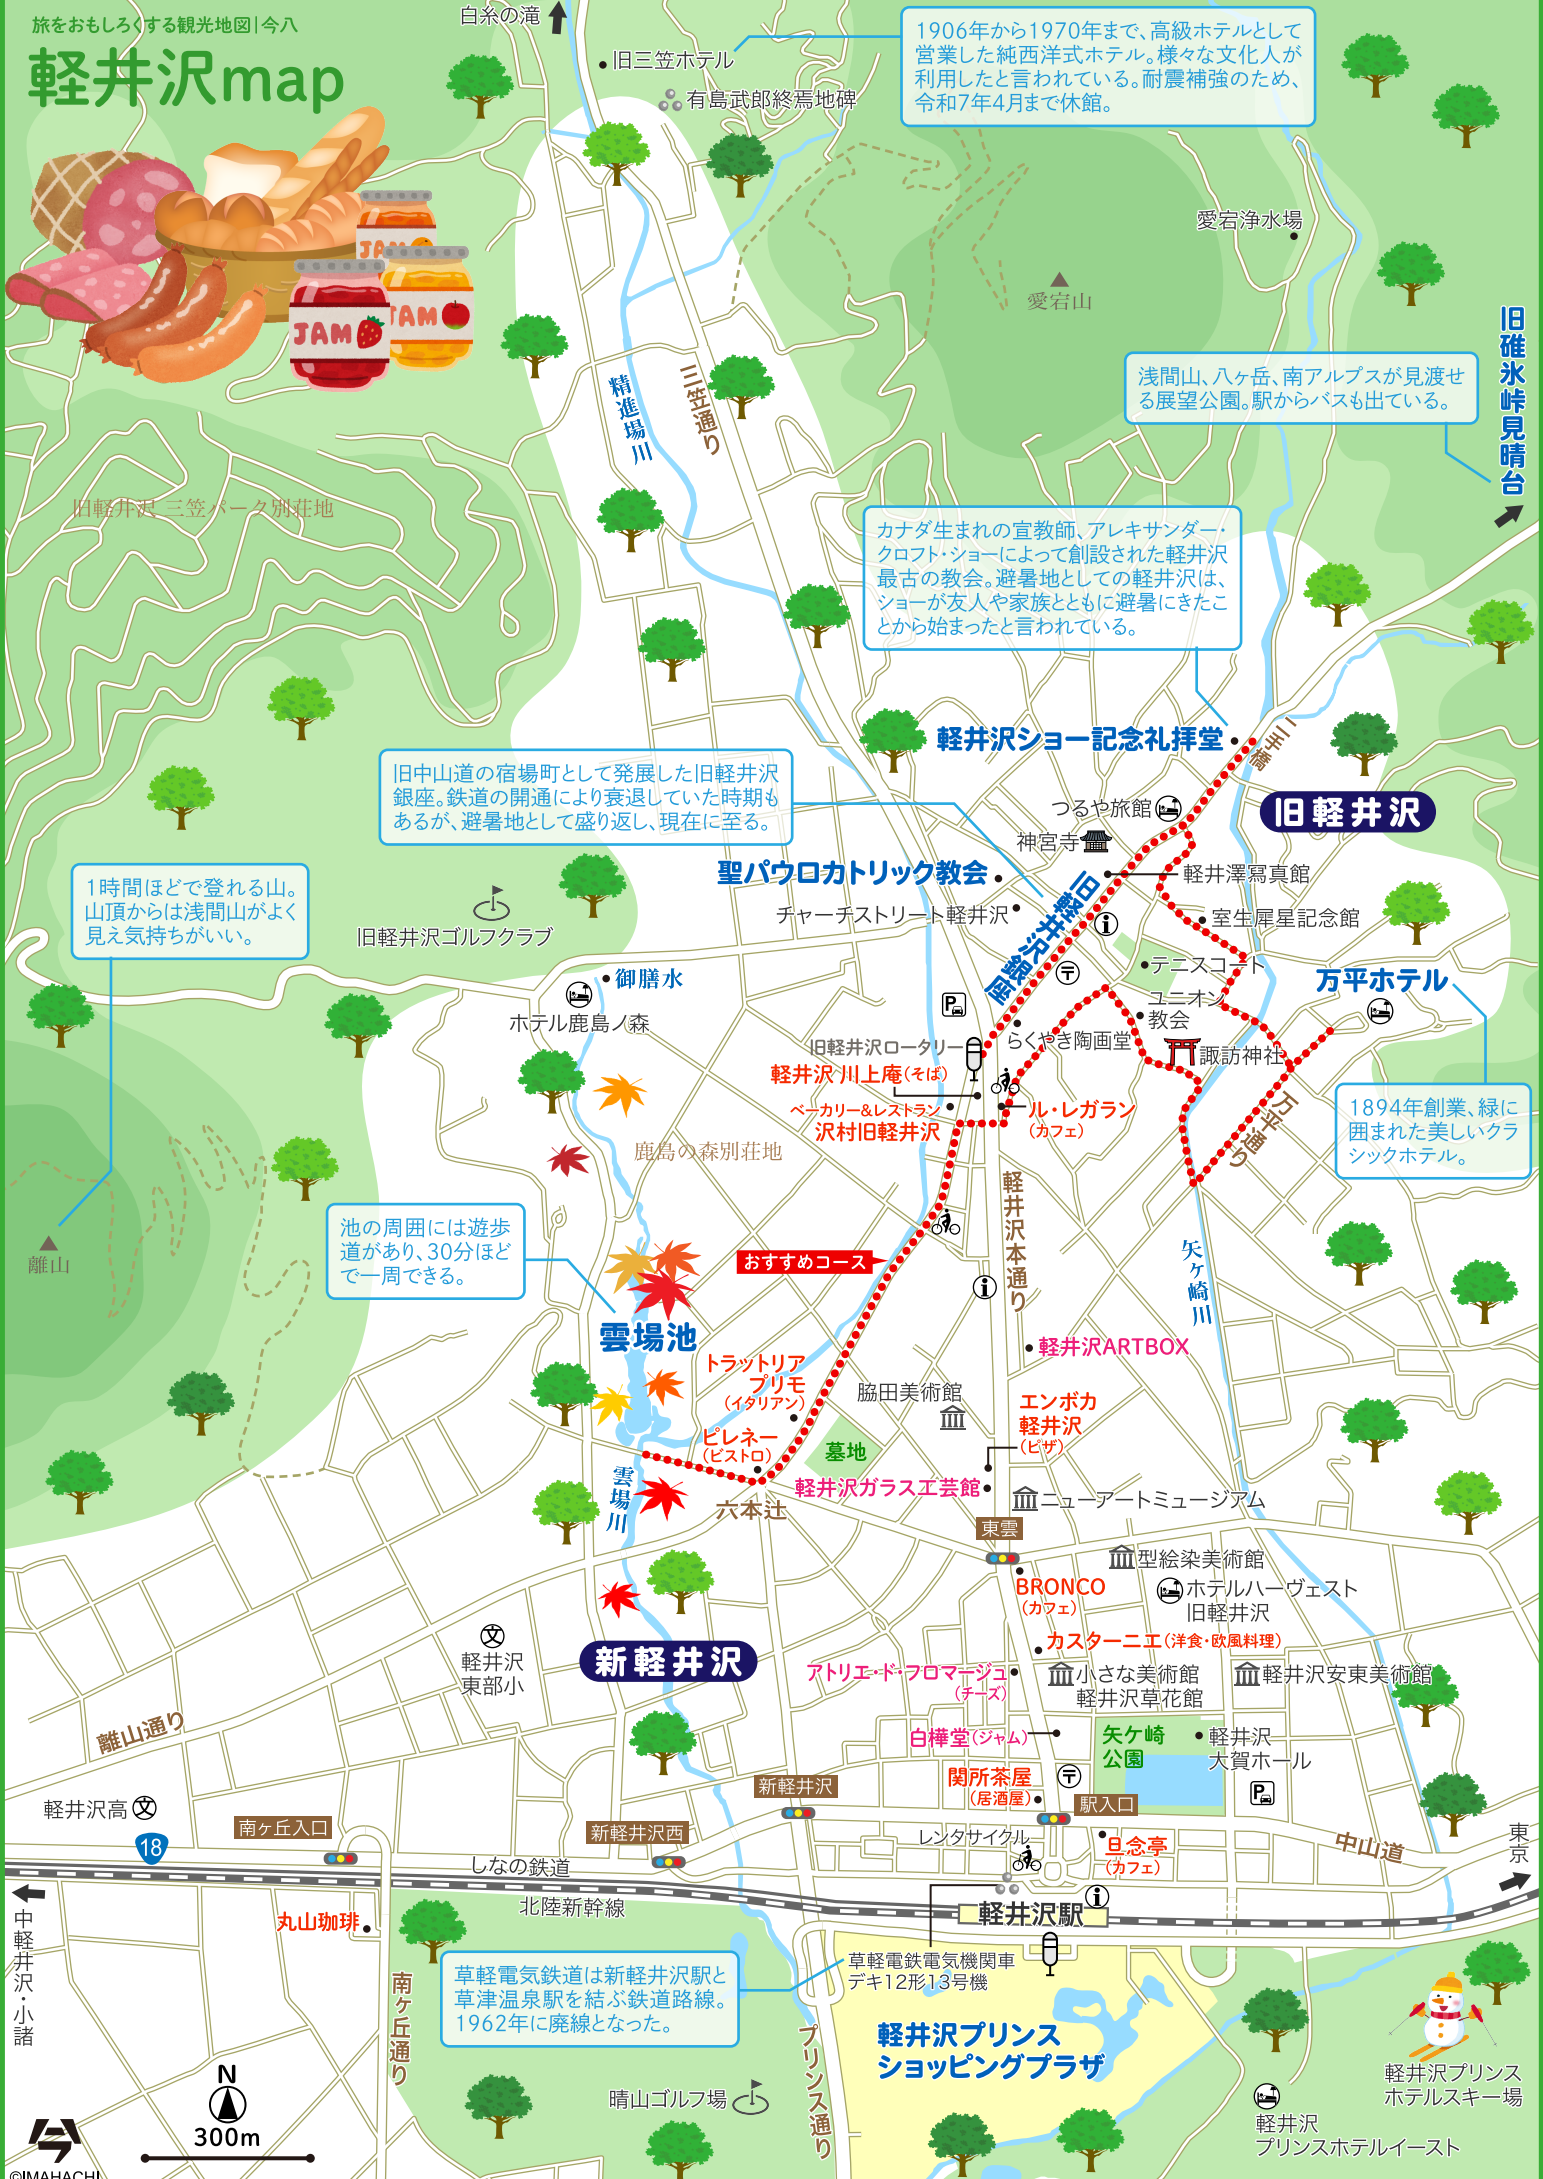 旅をおもしろくする観光地図|今八
軽井沢map
JAM
JAM
JAM
白糸の滝
旧三笠ホテル
有島武郎終焉地碑
1906年から1970年まで、高級ホテルとして
営業した純西洋式ホテル。様々な文化人が
利用したと言われている。耐震補強のため、
令和7年4月まで休館。
愛宕浄水場
愛宕山
旧碓氷峠見晴台
浅間山、八ヶ岳、南アルプスが見渡せ
る展望公園。駅からバスも出ている。
精進場川
三笠通り
旧軽井沢 三笠パーク別荘地
カナダ生まれの宣教師、アレキサンダー・
クロフト・ショーによって創設された軽井沢
最古の教会。避暑地としての軽井沢は、
ショーが友人や家族とともに避暑にきたこ
とから始まったと言われている。
軽井沢ショー記念礼拝堂
二手橋
旧軽井沢
旧中山道の宿場町として発展した旧軽井沢
銀座。鉄道の開通により衰退していた時期も
あるが、避暑地として盛り返し、現在に至る。
つるや旅館
神宮寺
聖パウロカトリック教会
軽井澤寫真館
旧軽井沢銀座
チャーチストリート軽井沢
室生犀星記念館
1時間ほどで登れる山。
山頂からは浅間山がよく
見え気持ちがいい。
旧軽井沢ゴルフクラブ
御膳水
ホテル鹿島ノ森
テニスコート
万平ホテル
ユニオン
教会
らくやき陶画堂
旧軽井沢ロータリー
諏訪神社
軽井沢 川上庵(そば)
ベーカリー&レストラン
沢村旧軽井沢
ル・レガラン
(カフェ)
万平通り
1894年創業、緑に
囲まれた美しいクラ
シックホテル。
鹿島の森別荘地
軽井沢本通り
池の周囲には遊歩
道があり、30分ほど
で一周できる。
離山
おすすめコース
矢ヶ崎川
雲場池
軽井沢ARTBOX
トラットリア
プリモ
(イタリアン)
脇田美術館
エンボカ
軽井沢
(ピザ)
ピレネー
(ビストロ)
墓地
軽井沢ガラス工芸館
ニューアートミュージアム
雲場川
六本辻
東雲
型絵染美術館
BRONCO
(カフェ)
ホテルハーヴェスト
旧軽井沢
軽井沢
東部小
新軽井沢
カスターニエ(洋食・欧風料理)
アトリエ・ド・フロマージュ
(チーズ)
小さな美術館
軽井沢草花館
軽井沢安東美術館
離山通り
白樺堂(ジャム)
矢ケ崎
公園
軽井沢
大賀ホール
関所茶屋
(居酒屋)
軽井沢高
18
南ヶ丘入口
新軽井沢
新軽井沢西
駅入口
レンタサイクル
旦念亭
(カフェ)
中山道
東京
しなの鉄道
北陸新幹線
中軽井沢・小諸
丸山珈琲
軽井沢駅
草軽電鉄電気機関車
デキ12形13号機
草軽電気鉄道は新軽井沢駅と
草津温泉駅を結ぶ鉄道路線。
1962年に廃線となった。
南ヶ丘通り
プリンス通り
軽井沢プリンス
ショッピングプラザ
軽井沢プリンス
ホテルスキー場
晴山ゴルフ場
軽井沢
プリンスホテルイースト
N
300m
©IMAHACHI